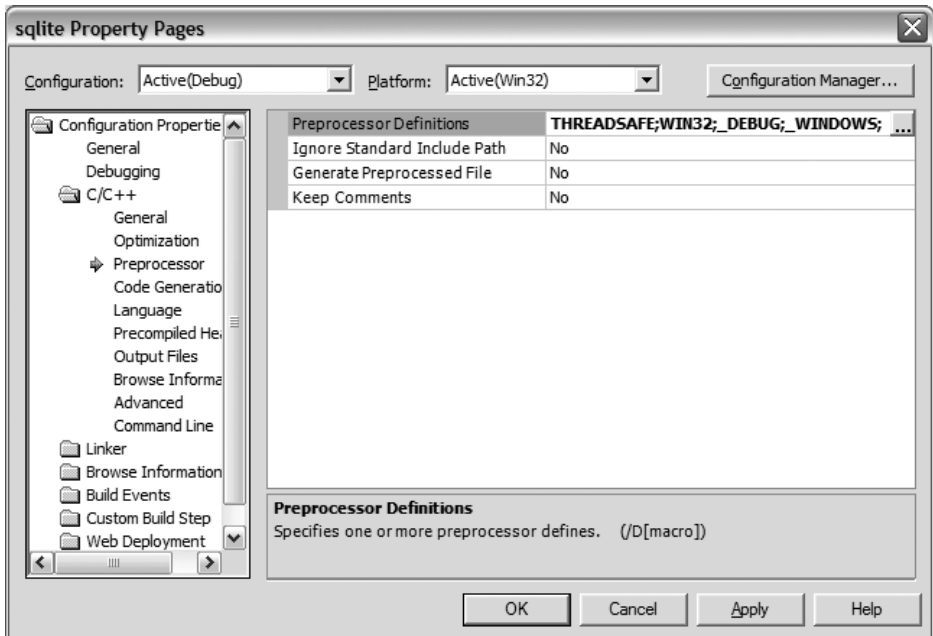 sqlite Property Pages
Configuration: Active(Debug) Platform: Active(Win32) Configuration Manager...
Configuration Propertie
General
Debugging
C/C++
General
Optimization
Preprocessor
Code Generatio
Language
Precompiled Hea
Output Files
Browse Informa
Advanced
Command Line
Linker
Browse Information
Build Events
Custom Build Step
Web Deployment
Preprocessor Definitions THREADSAFE;WIN32;_DEBUG;_WINDOWS; ...
Ignore Standard Include Path No
Generate Preprocessed File No
Keep Comments No
Preprocessor Definitions
Specifies one or more preprocessor defines. (/D[macro])
OK Cancel Apply Help